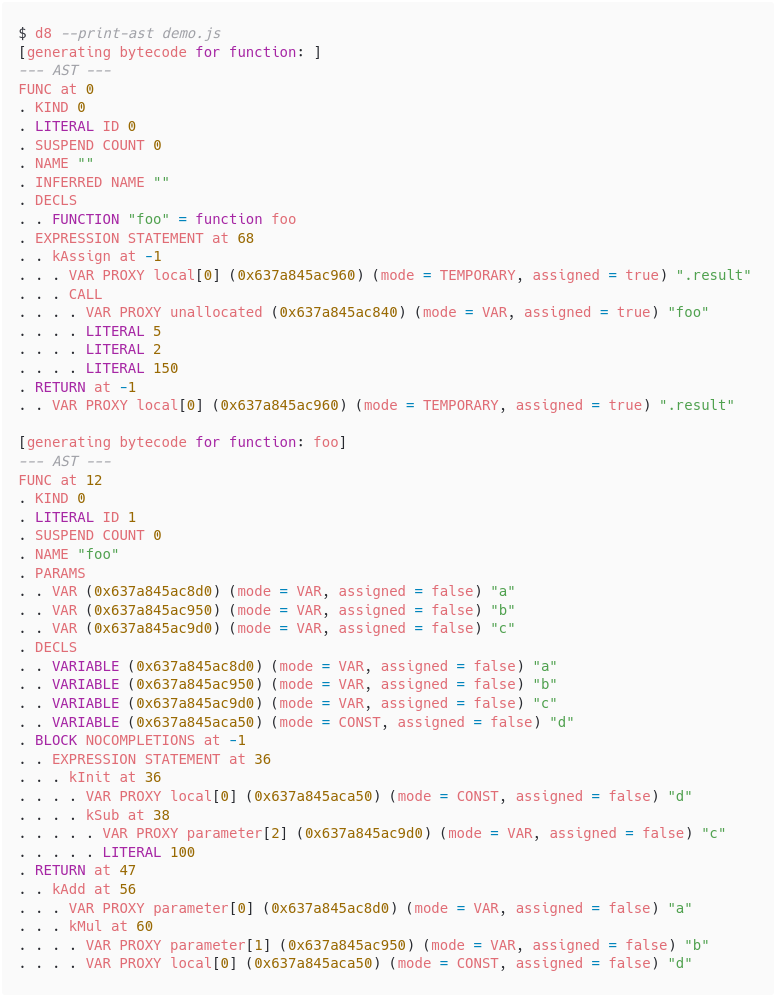 $ d8 --print-ast demo.js
[generating bytecode for function: ]
--- AST ---
FUNC at 0
. KIND 0
. LITERAL ID 0
. SUSPEND COUNT 0
. NAME ""
. INFERRED NAME ""
. DECLS
. . FUNCTION "foo" = function foo
. EXPRESSION STATEMENT at 68
. . kAssign at -1
. . . VAR PROXY local[0] (0x637a845ac960) (mode = TEMPORARY, assigned = true) ".result"
. . . CALL
. . . . VAR PROXY unallocated (0x637a845ac840) (mode = VAR, assigned = true) "foo"
. . . . LITERAL 5
. . . . LITERAL 2
. . . . LITERAL 150
. RETURN at -1
. . VAR PROXY local[0] (0x637a845ac960) (mode = TEMPORARY, assigned = true) ".result"

[generating bytecode for function: foo]
--- AST ---
FUNC at 12
. KIND 0
. LITERAL ID 1
. SUSPEND COUNT 0
. NAME "foo"
. PARAMS
. . VAR (0x637a845ac8d0) (mode = VAR, assigned = false) "a"
. . VAR (0x637a845ac950) (mode = VAR, assigned = false) "b"
. . VAR (0x637a845ac9d0) (mode = VAR, assigned = false) "c"
. DECLS
. . VARIABLE (0x637a845ac8d0) (mode = VAR, assigned = false) "a"
. . VARIABLE (0x637a845ac950) (mode = VAR, assigned = false) "b"
. . VARIABLE (0x637a845ac9d0) (mode = VAR, assigned = false) "c"
. . VARIABLE (0x637a845aca50) (mode = CONST, assigned = false) "d"
. BLOCK NOCOMPLETIONS at -1
. . EXPRESSION STATEMENT at 36
. . . kInit at 36
. . . . VAR PROXY local[0] (0x637a845aca50) (mode = CONST, assigned = false) "d"
. . . . kSub at 38
. . . . . VAR PROXY parameter[2] (0x637a845ac9d0) (mode = VAR, assigned = false) "c"
. . . . . LITERAL 100
. RETURN at 47
. . kAdd at 56
. . . VAR PROXY parameter[0] (0x637a845ac8d0) (mode = VAR, assigned = false) "a"
. . . kMul at 60
. . . . VAR PROXY parameter[1] (0x637a845ac950) (mode = VAR, assigned = false) "b"
. . . . VAR PROXY local[0] (0x637a845aca50) (mode = CONST, assigned = false) "d"